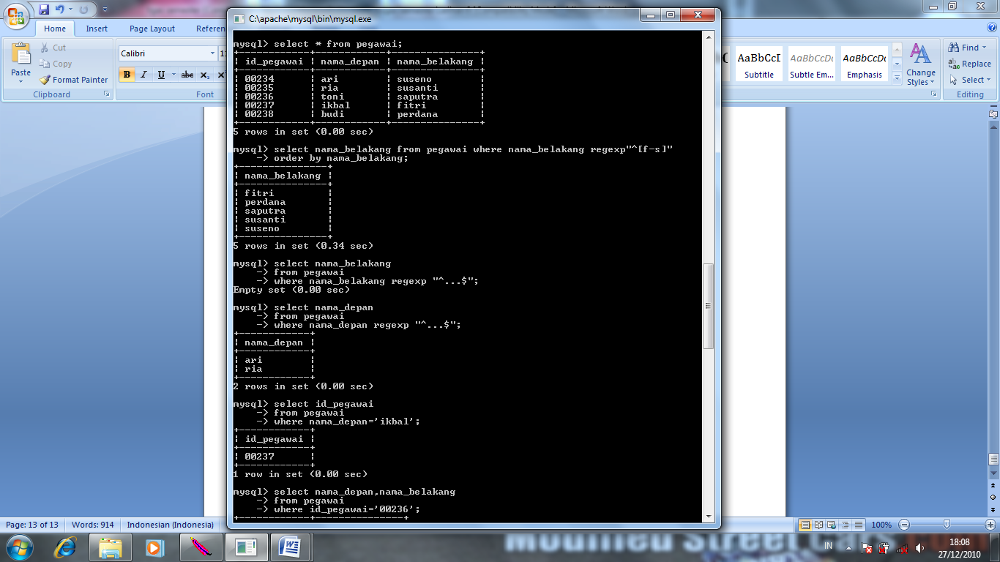 C:\apache\mysql\bin\mysql.exe
Home Insert Page Layout
Paste
Cut
Copy
Format Painter
Clipboard
Calibri
B I U abc X₂
Font
AaBbCcI AaBbCcDc AaBbCcDc
Subtitle Subtle Em... Emphasis
Change
Styles
Find
Replace
Select
Editing
mysql> select * from pegawai;
+-------------+------------+---------------+
| id_pegawai | nama_depan | nama_belakang |
+-------------+------------+---------------+
| 00234 | ari | suseno |
| 00235 | ria | susanti |
| 00236 | toni | saputra |
| 00237 | ikbal | fitri |
| 00238 | budi | perdana |
+-------------+------------+---------------+
5 rows in set (0.00 sec)
mysql> select nama_belakang from pegawai where nama_belakang regexp"^[f-s]"
-> order by nama_belakang;
+---------------+
| nama_belakang |
+---------------+
| fitri |
| perdana |
| saputra |
| susanti |
| suseno |
+---------------+
5 rows in set (0.34 sec)
mysql> select nama_belakang
-> from pegawai
-> where nama_belakang regexp "^...$";
Empty set (0.00 sec)
mysql> select nama_depan
-> from pegawai
-> where nama_depan regexp "^...$";
+------------+
| nama_depan |
+------------+
| ari |
| ria |
+------------+
2 rows in set (0.00 sec)
mysql> select id_pegawai
-> from pegawai
-> where nama_depan='ikbal';
+------------+
| id_pegawai |
+------------+
| 00237 |
+------------+
1 row in set (0.00 sec)
mysql> select nama_depan,nama_belakang
-> from pegawai
-> where id_pegawai='00236';
+------------+---------------+
Page: 13 of 13 Words: 914 Indonesian (Indonesia) 100%
IN
18:08
27/12/2010